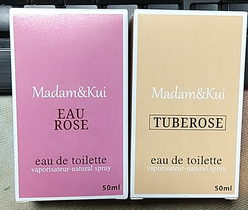 Madam&Kui
EAU
ROSE
eau de toilette
vaporisateur-natural spray
50ml
Madam&Kui
TUBEROSE
eau de toilette
vaporisateur-natural spray
50ml